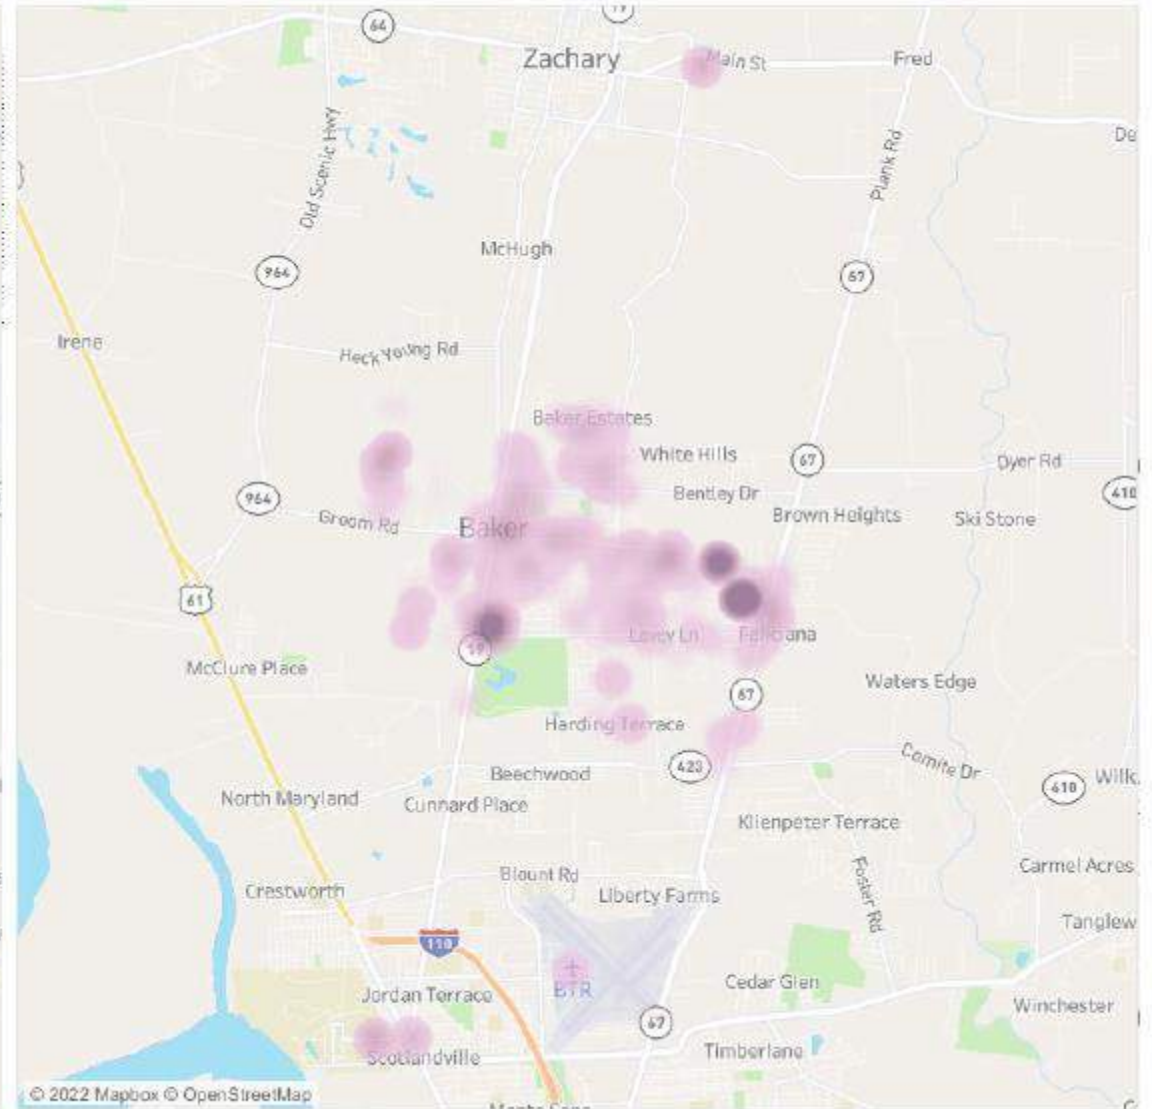 64
19
Zachary
Main St
Fred
De
Old Scenic Hwy
Plank Rd
McHugh
964
67
Irene
Heck Young Rd
Baker Estates
White Hills
67
Dyer Rd
964
Bentley Dr
410
Groom Rd
Baker
Brown Heights
Ski Stone
61
Lavey Ln
19
McClure Place
67
Waters Edge
Harding Terrace
423
Comite Dr
Beechwood
410
Wilk
North Maryland
Cunnard Place
Klienpeter Terrace
Blount Rd
Foster Rd
Carmel Acres
Crestworth
Liberty Farms
Tanglew
110
Cedar Glen
BTR
Jordan Terrace
Winchester
67
Scotlandville
Timberlane
© 2022 Mapbox © OpenStreetMap